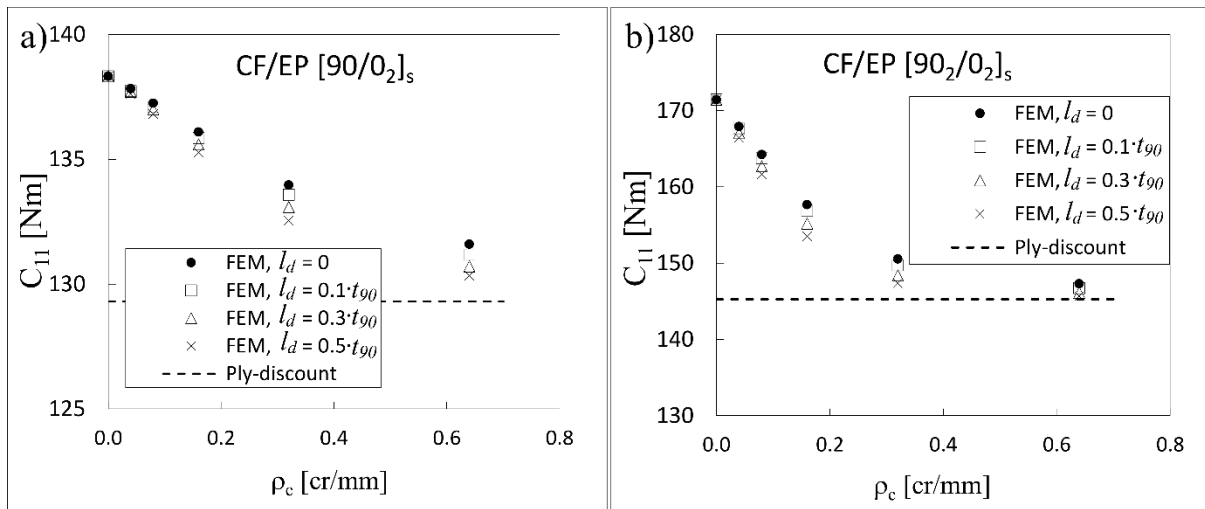 a)
CF/EP [90/0₂]ₛ
140
135
130
125
C₁₁ [Nm]
FEM, l_d = 0
FEM, l_d = 0.1·t₉₀
FEM, l_d = 0.3·t₉₀
FEM, l_d = 0.5·t₉₀
Ply-discount
0.0 0.2 0.4 0.6 0.8
ρ_c [cr/mm]
b)
CF/EP [90₂/0₂]ₛ
180
170
160
150
140
130
C₁₁ [Nm]
FEM, l_d = 0
FEM, l_d = 0.1·t₉₀
FEM, l_d = 0.3·t₉₀
FEM, l_d = 0.5·t₉₀
Ply-discount
0.0 0.2 0.4 0.6 0.8
ρ_c [cr/mm]